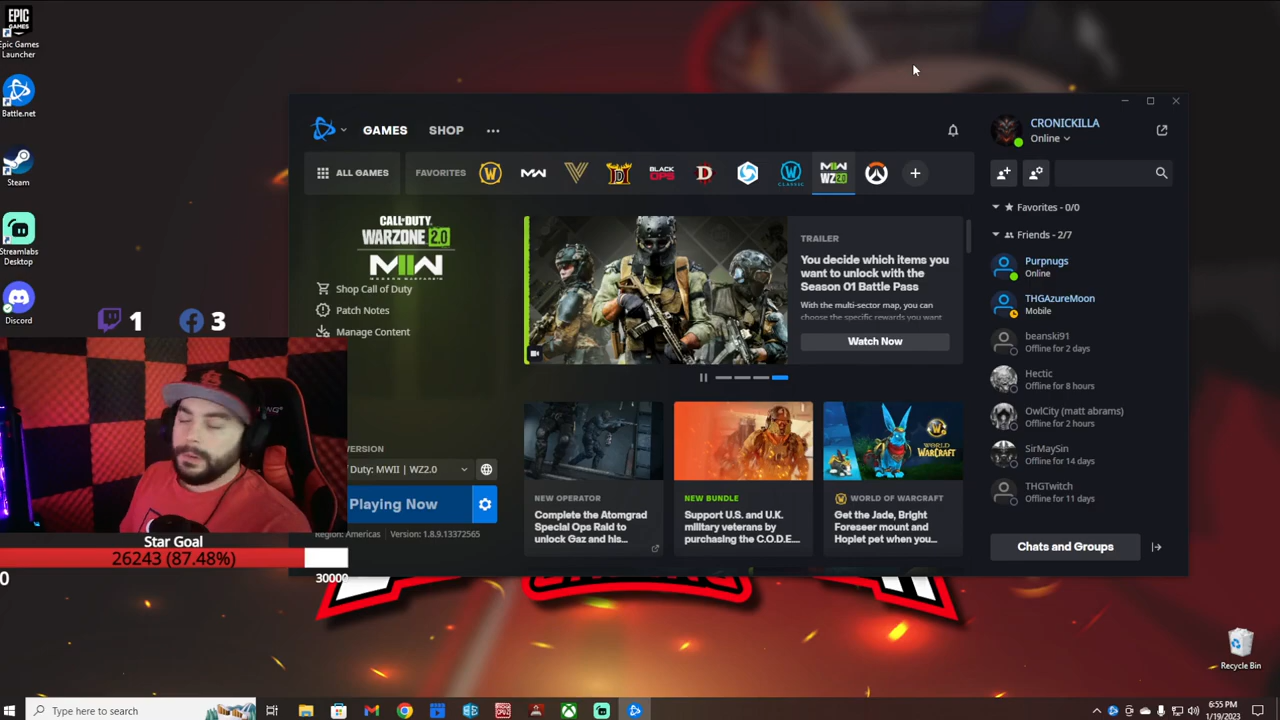 EPIC
GAMES
Epic Games
Launcher
Battle.net
Steam
Streamlabs
Desktop
Discord
1
3
GAMES
SHOP
ALL GAMES
FAVORITES
BLACK
OPS
CLASSIC
MW
WZ 2.0
CRONICKILLA
Online
Favorites - 0/0
Friends - 2/7
Purpnugs
Online
THGAzureMoon
Mobile
beanski91
Offline for 2 days
Hectic
Offline for 8 hours
OwlCity (matt abrams)
Offline for 2 hours
SirMaySin
Offline for 14 days
THGTwitch
Offline for 11 days
Chats and Groups
CALL OF DUTY
WARZONE 2.0
MWII
Shop Call of Duty
Patch Notes
Manage Content
TRAILER
You decide which items you
want to unlock with the
Season 01 Battle Pass
With the multi-sector map, you can
choose the specific rewards you want
Watch Now
NEW OPERATOR
Complete the Atomgrad
Special Ops Raid to
unlock Gaz and his...
NEW BUNDLE
Support U.S. and U.K.
military veterans by
purchasing the C.O.D.E...
WORLD OF WARCRAFT
Get the Jade, Bright
Foreseer mount and
Hoplet pet when you...
VERSION
Duty: MWII | WZ2.0
Playing Now
Region: Americas
Version: 1.8.9.13372565
Star Goal
26243 (87.48%)
0
30000
Recycle Bin
Type here to search
6:55 PM
1/19/2023